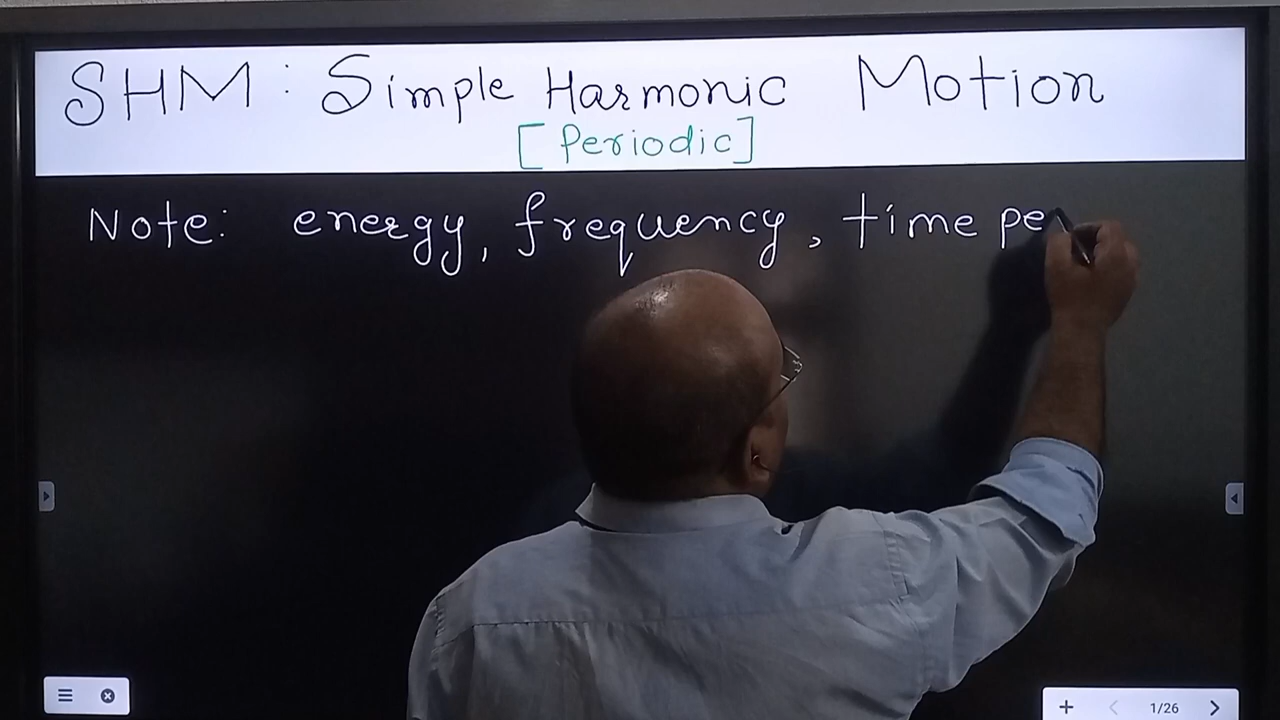 SHM : Simple Harmonic Motion
[Periodic]
Note: energy, frequency, time pe
1/26